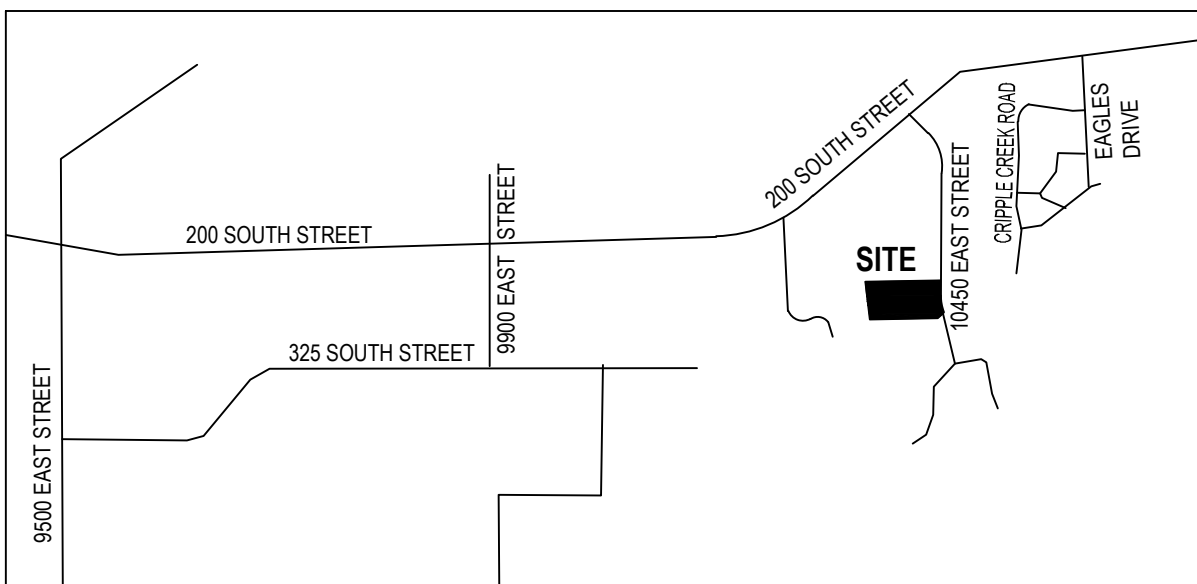 200 SOUTH STREET
EAGLES
DRIVE
CRIPPLE CREEK ROAD
200 SOUTH STREET
9900 EAST STREET
SITE
10450 EAST STREET
325 SOUTH STREET
9500 EAST STREET